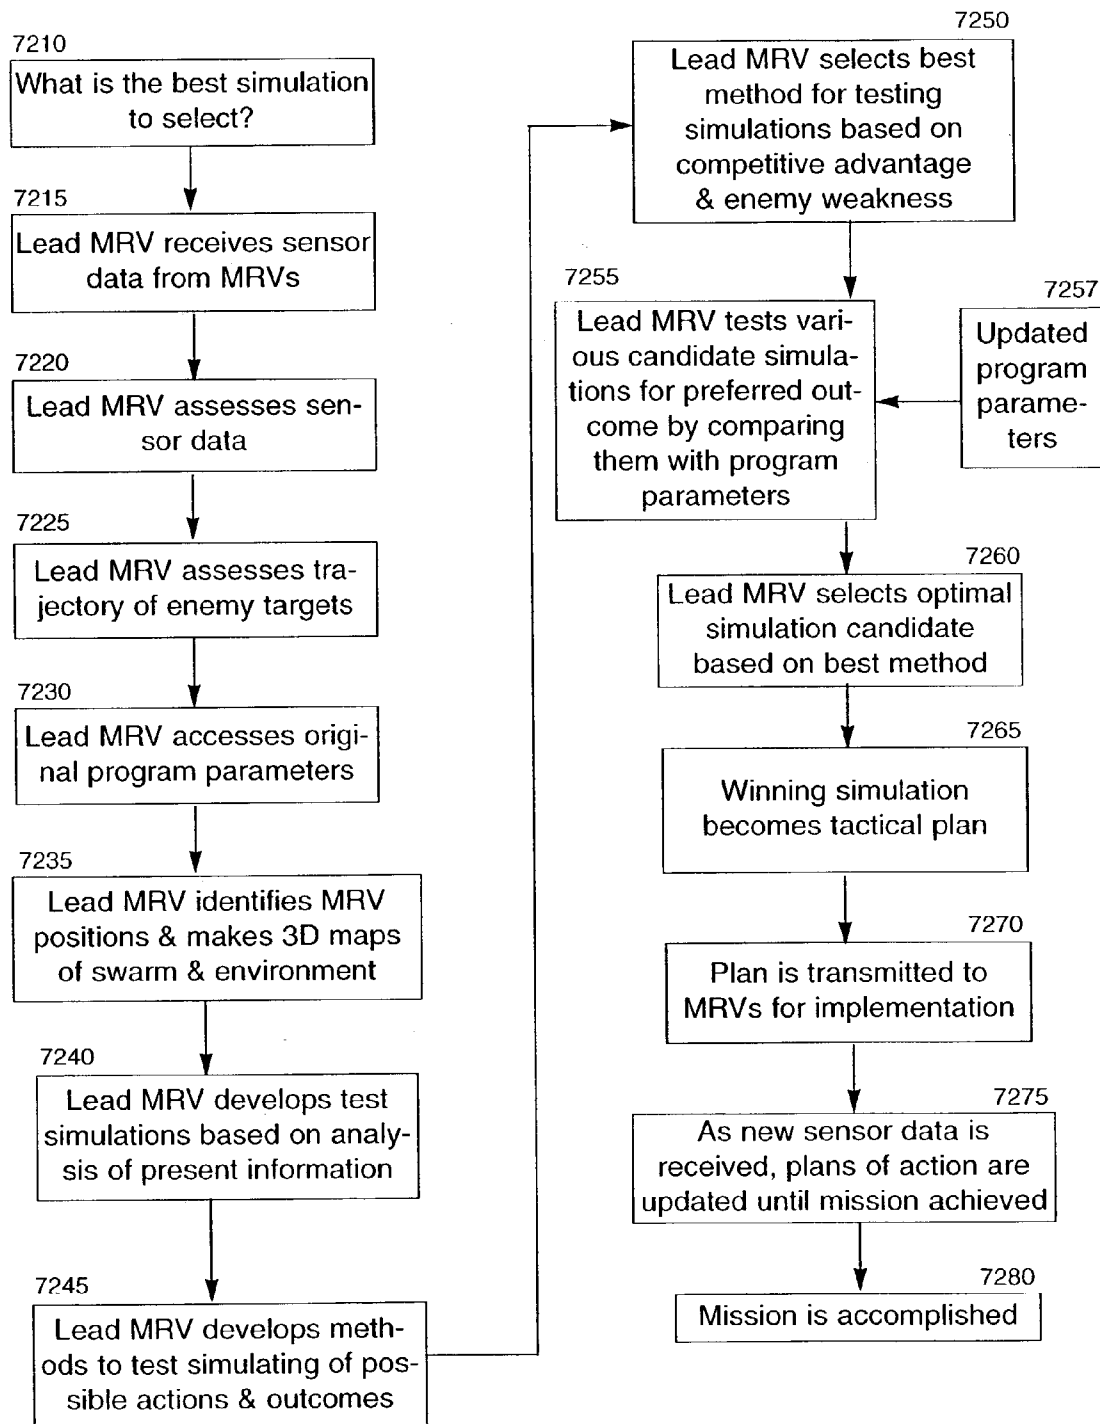 7210
What is the best simulation
to select?
7215
Lead MRV receives sensor
data from MRVs
7220
Lead MRV assesses sen-
sor data
7225
Lead MRV assesses tra-
jectory of enemy targets
7230
Lead MRV accesses origi-
nal program parameters
7235
Lead MRV identifies MRV
positions & makes 3D maps
of swarm & environment
7240
Lead MRV develops test
simulations based on analy-
sis of present information
7245
Lead MRV develops meth-
ods to test simulating of pos-
sible actions & outcomes
7250
Lead MRV selects best
method for testing
simulations based on
competitive advantage
& enemy weakness
7255
Lead MRV tests vari-
ous candidate simula-
tions for preferred out-
come by comparing
them with program
parameters
7257
Updated
program
parame-
ters
7260
Lead MRV selects optimal
simulation candidate
based on best method
7265
Winning simulation
becomes tactical plan
7270
Plan is transmitted to
MRVs for implementation
7275
As new sensor data is
received, plans of action are
updated until mission achieved
7280
Mission is accomplished